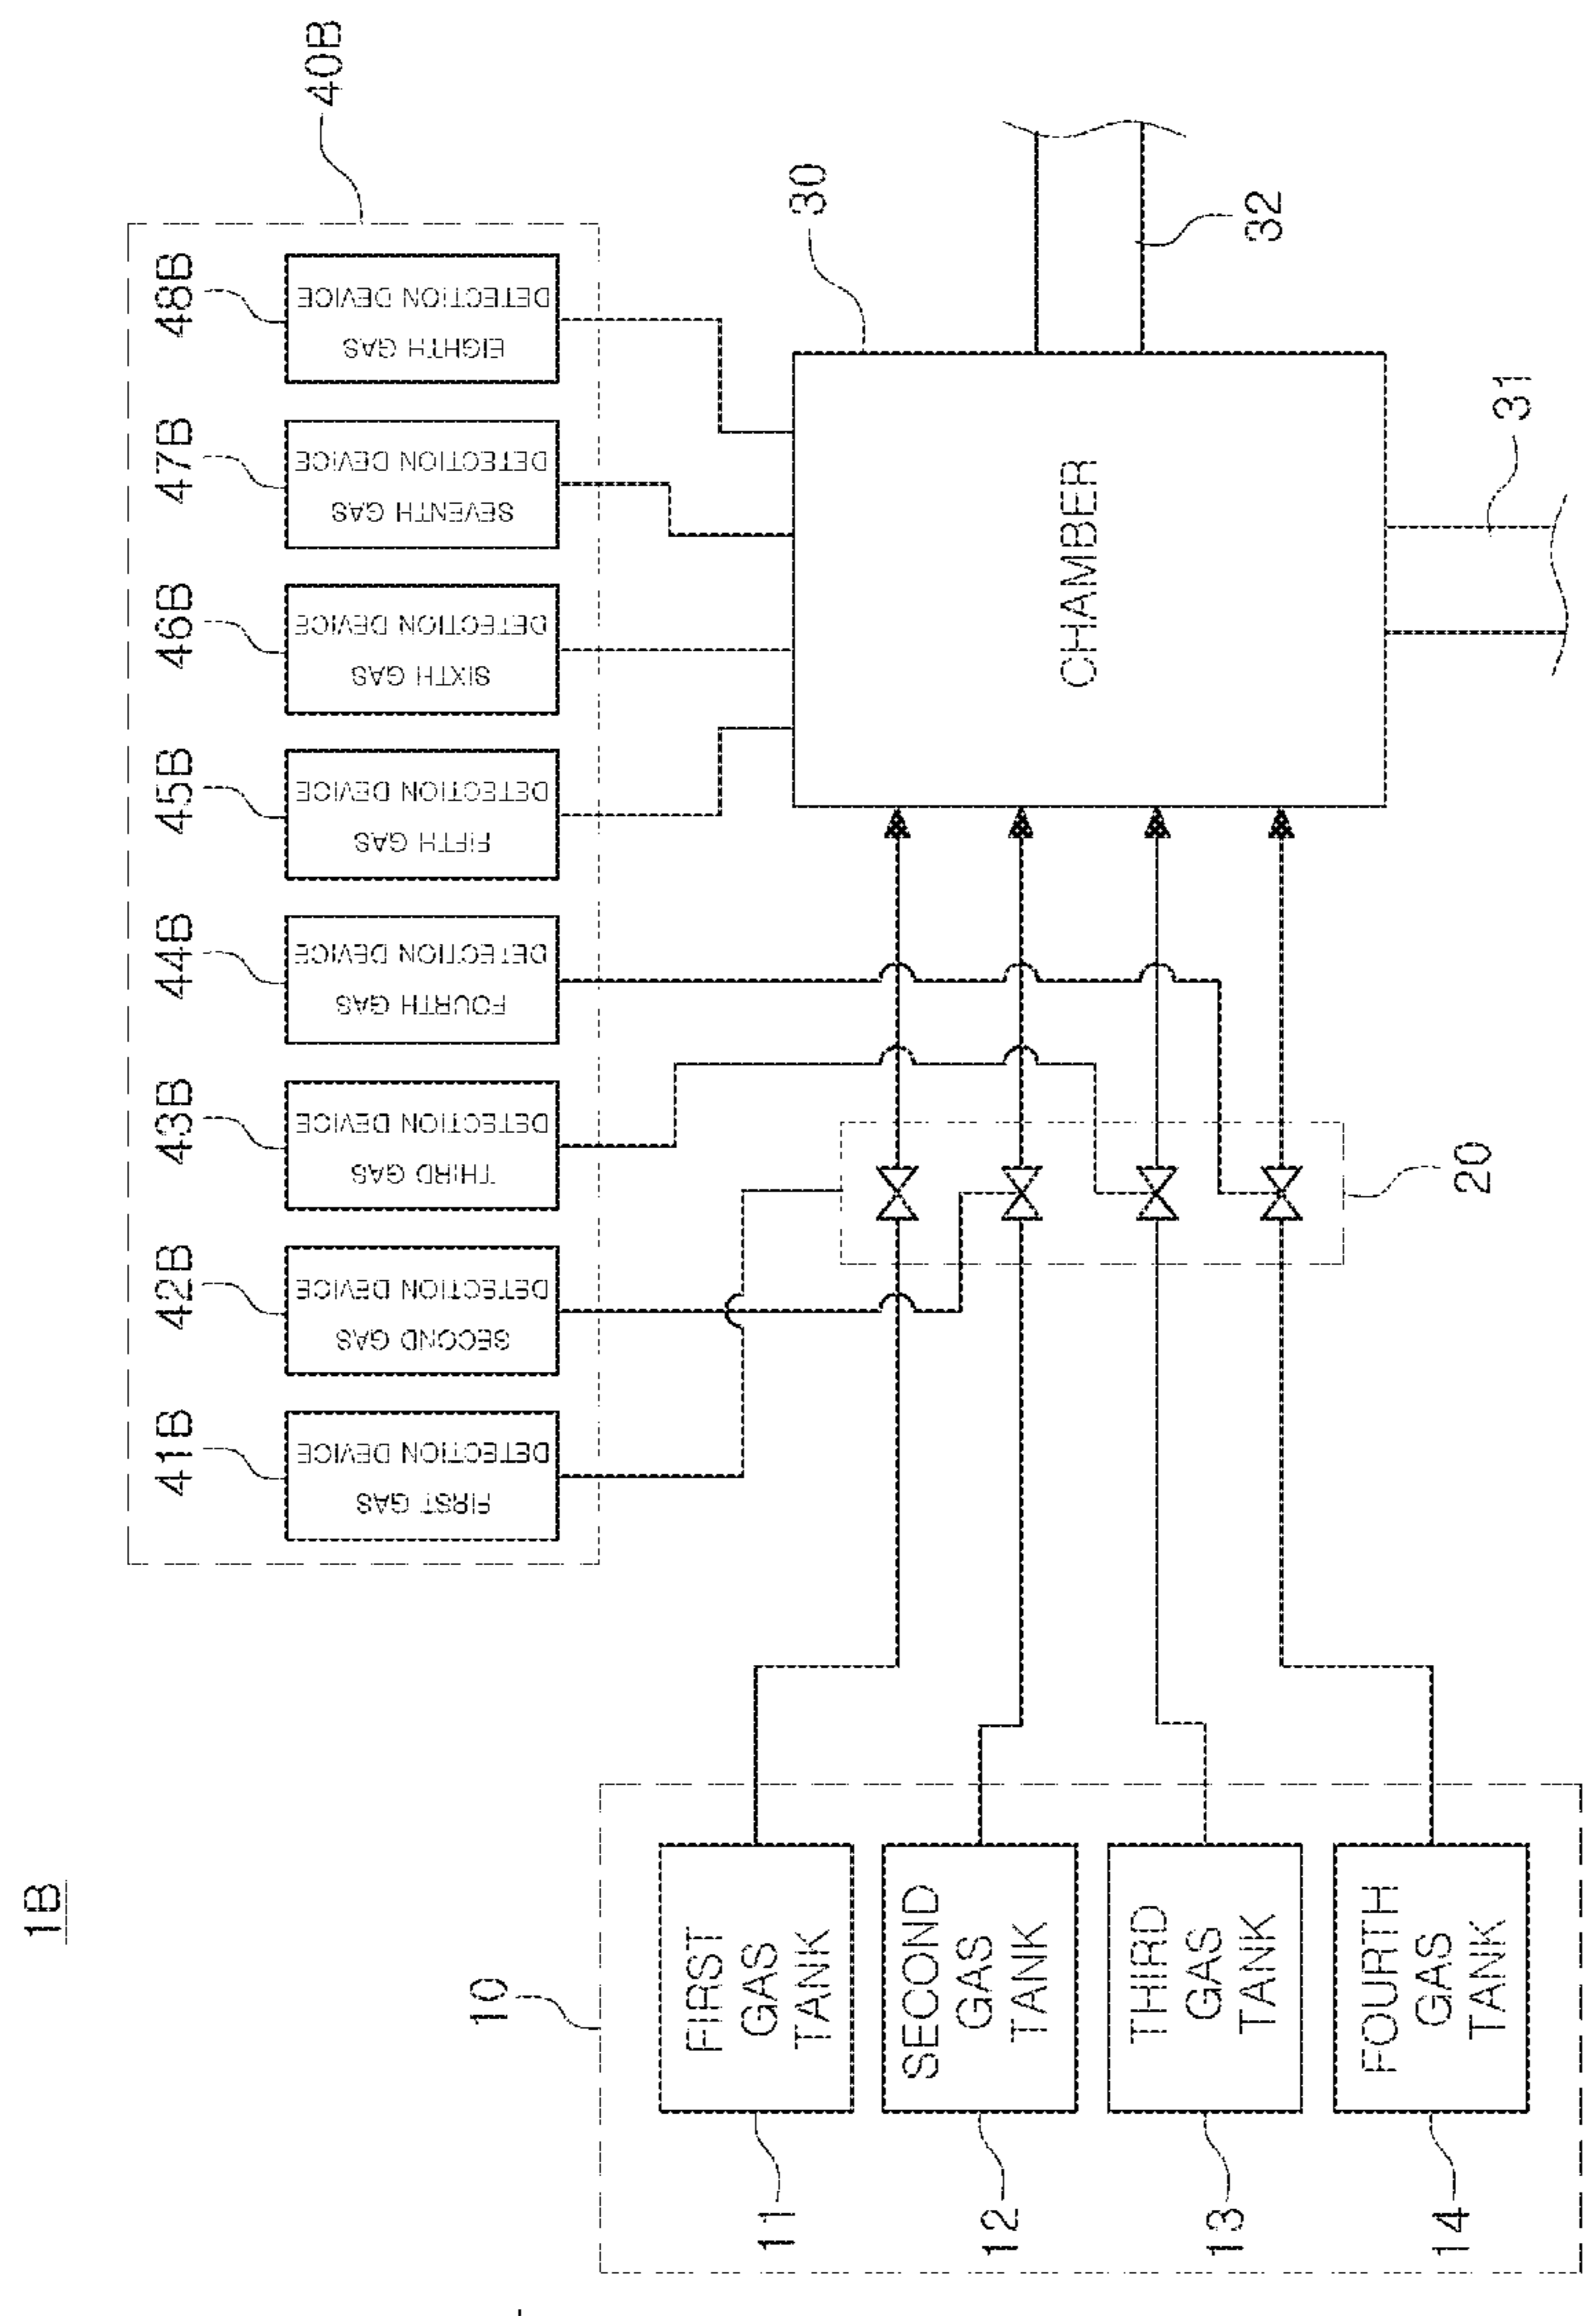 1B
40B
41B
42B
43B
44B
45B
46B
47B
48B
FIRST GAS
DETECTION DEVICE
SECOND GAS
DETECTION DEVICE
THIRD GAS
DETECTION DEVICE
FOURTH GAS
DETECTION DEVICE
FIFTH GAS
DETECTION DEVICE
SIXTH GAS
DETECTION DEVICE
SEVENTH GAS
DETECTION DEVICE
EIGHTH GAS
DETECTION DEVICE
10
FIRST
GAS
TANK
11
SECOND
GAS
TANK
12
THIRD
GAS
TANK
13
FOURTH
GAS
TANK
14
20
CHAMBER
30
31
32